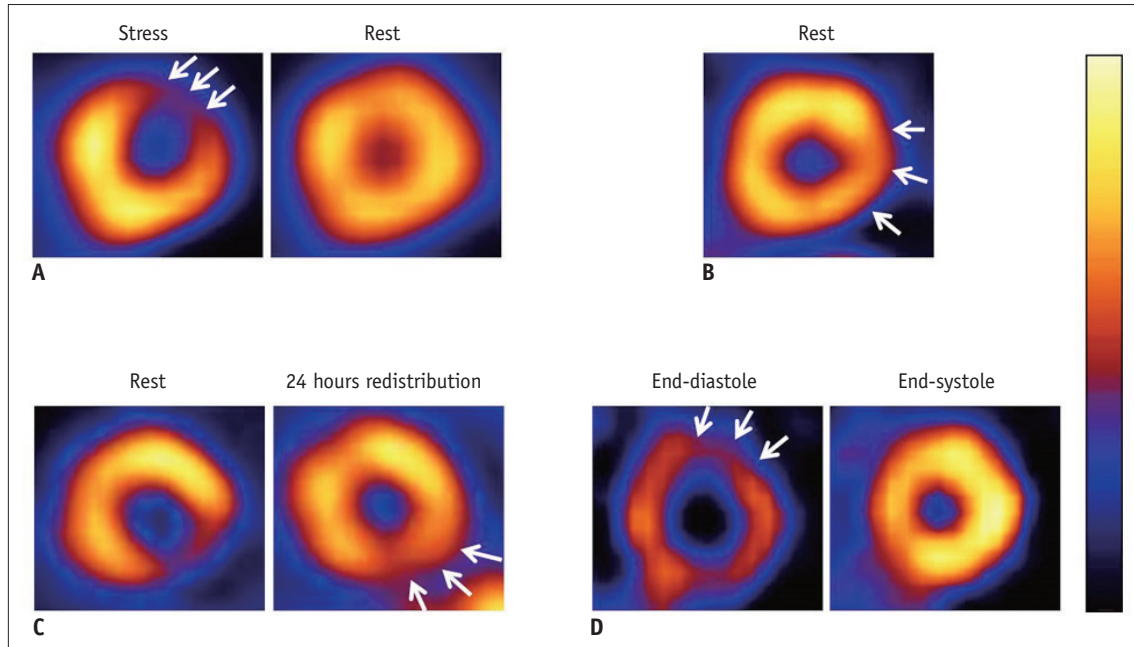 Stress
Rest
Rest
A
B
Rest
24 hours redistribution
End-diastole
End-systole
C
D